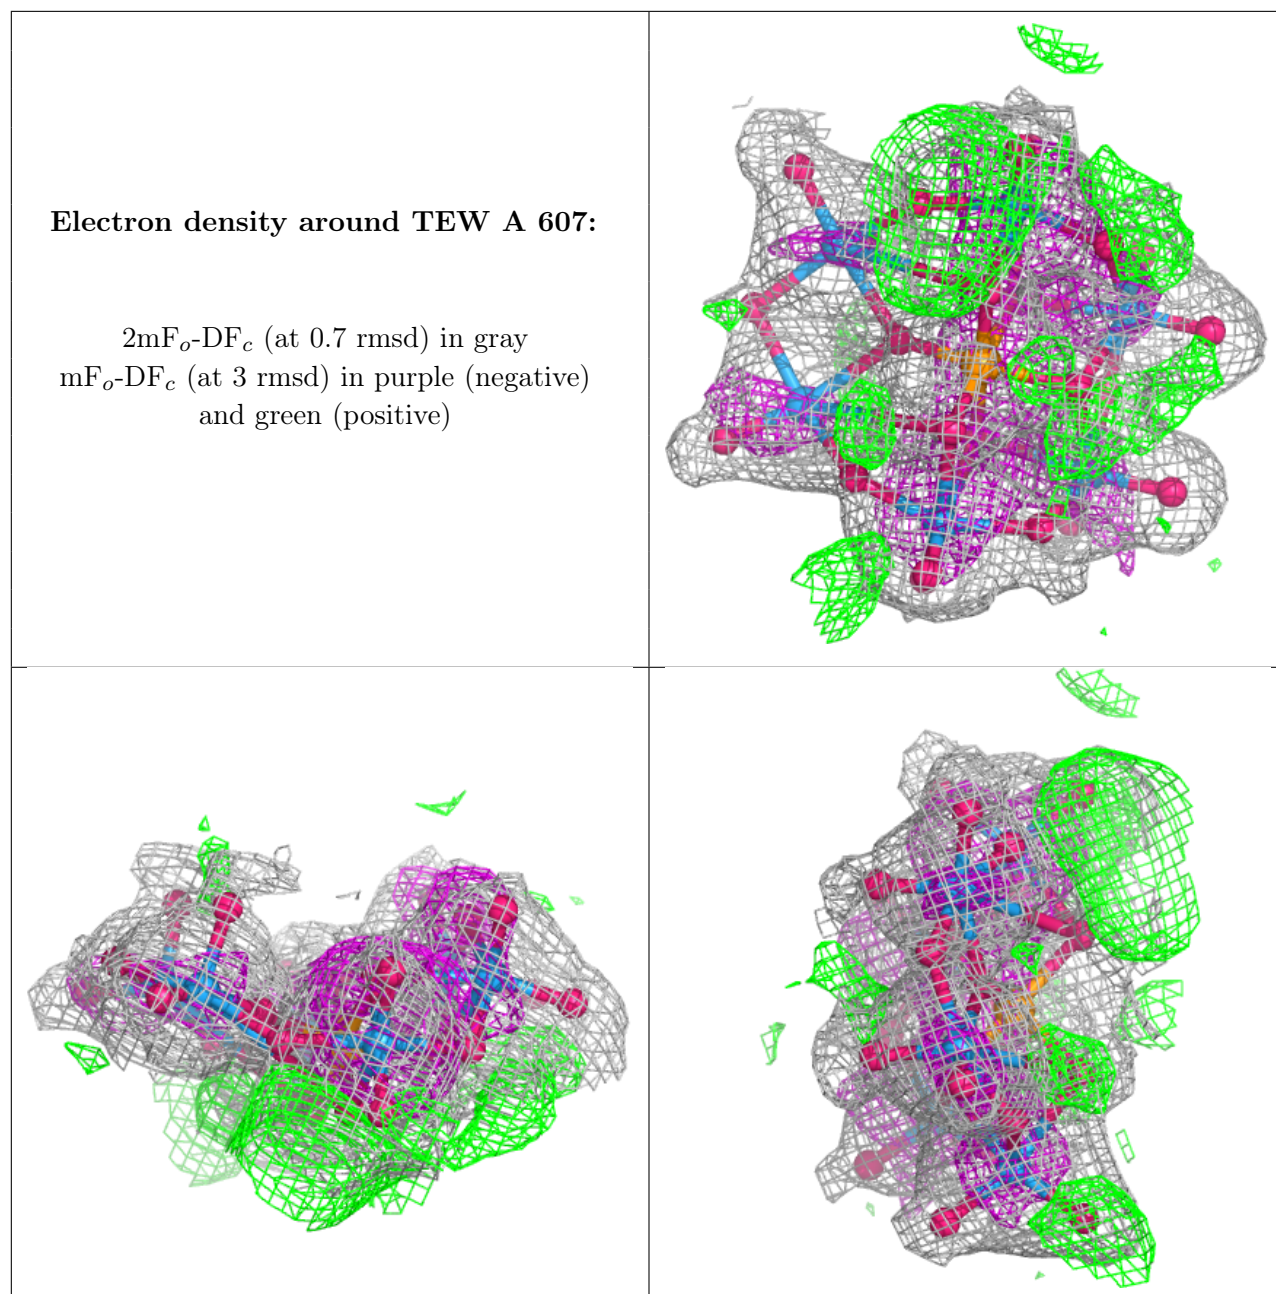 Electron density around TEW A 607:
2mFo-DFc (at 0.7 rmsd) in gray
mFo-DFc (at 3 rmsd) in purple (negative)
and green (positive)